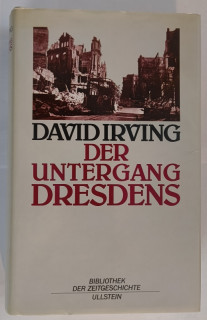 DAVID IRVING
DER
UNTERGANG
DRESDENS
BIBLIOTHEK
DER ZEITGESCHICHTE
ULLSTEIN